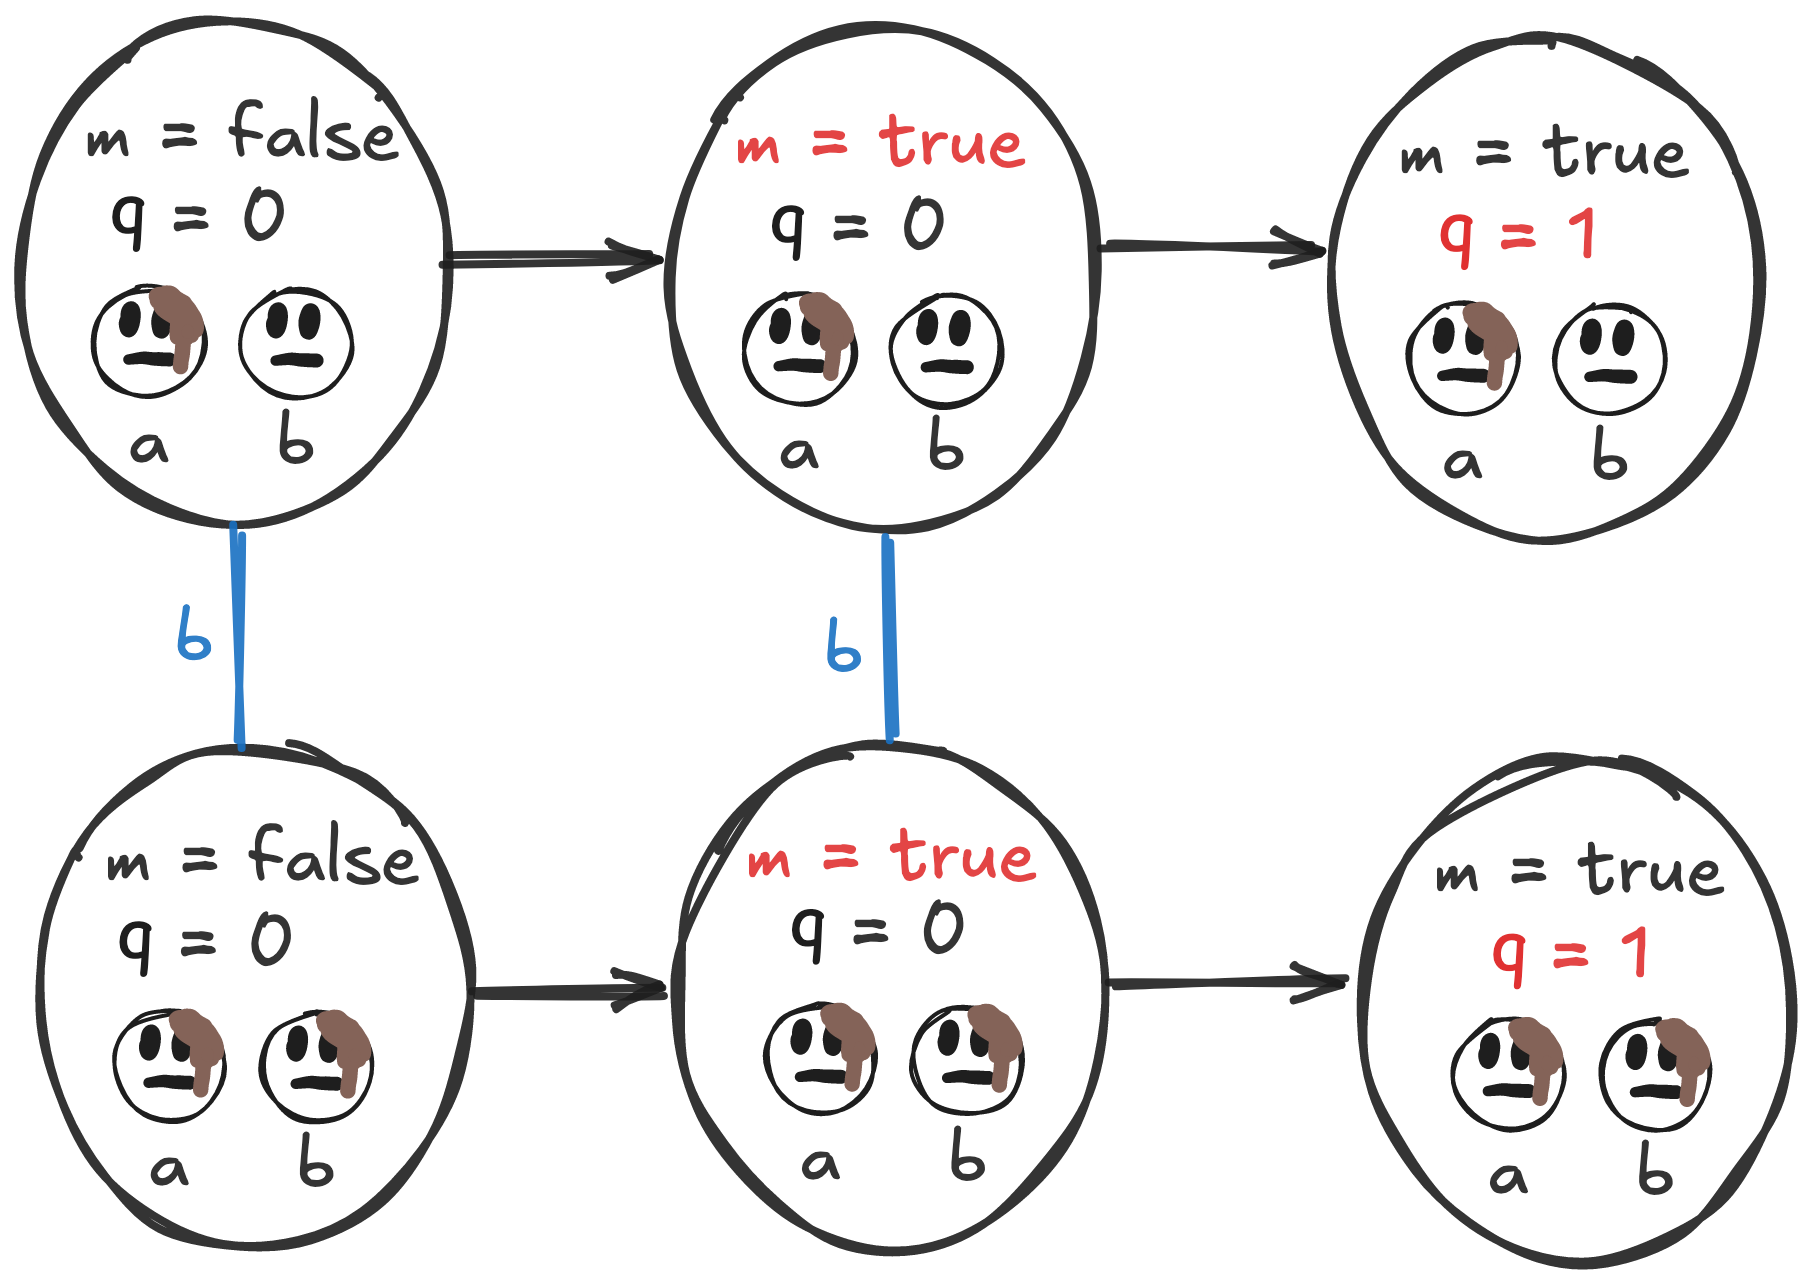 m = false
q = 0
a b
m = true
q = 0
a b
m = true
q = 1
a b
b
b
m = false
q = 0
a b
m = true
q = 0
a b
m = true
q = 1
a b